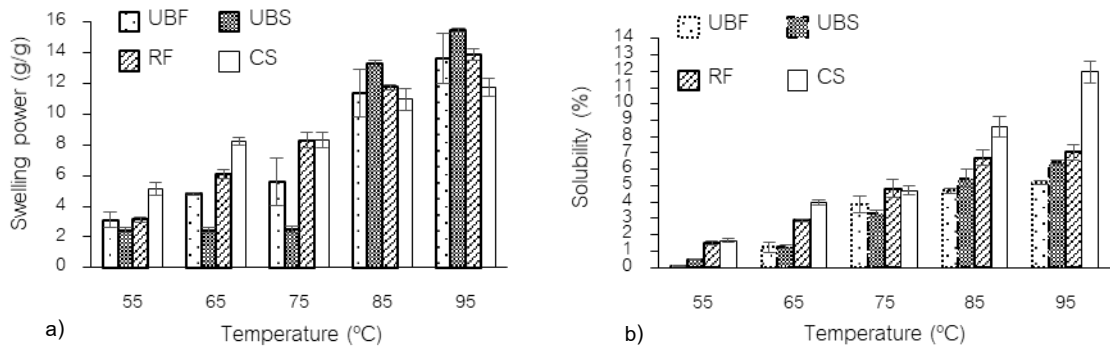 UBF UBS
RF CS
Swelling power (g/g)
16
14
12
10
8
6
4
2
0
55 65 75 85 95
a) Temperature (ºC)
b)
UBF UBS
RF CS
Solubility (%)
14
13
12
11
10
9
8
7
6
5
4
3
2
1
0
55 65 75 85 95
Temperature (ºC)